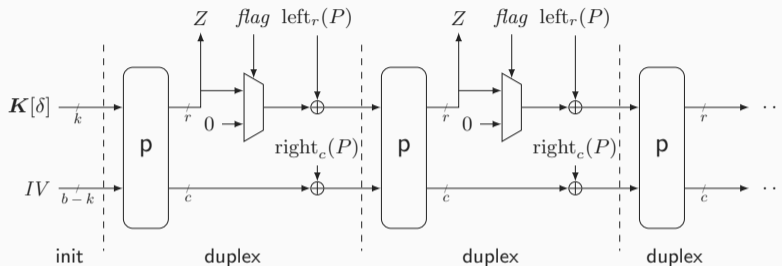 Z flag left_r(P) Z flag left_r(P)
K[δ] k r r r ..
p 0 p 0 p
right_c(P) right_c(P)
IV b − k c c c ..
init duplex duplex duplex